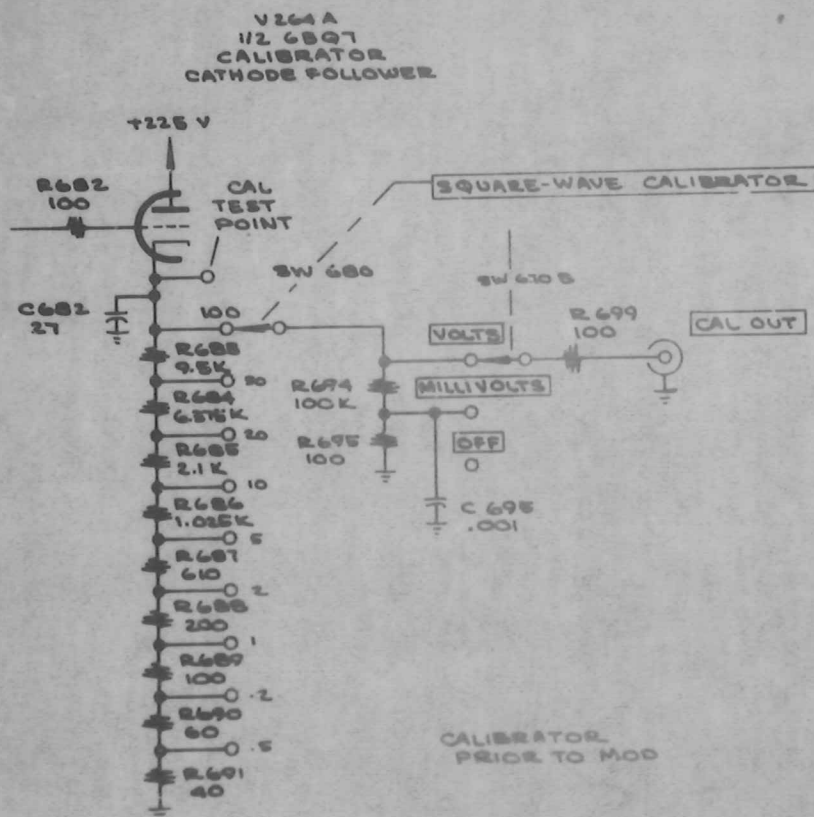 V264A
1/2 6BQ7
CALIBRATOR
CATHODE FOLLOWER
+225 V
R682
100
CAL
TEST
POINT
SQUARE-WAVE CALIBRATOR
SW 680
SW 670 B
C682
27
100
R699
100
CAL OUT
VOLTS
R683
9.5K
50
R694
100K
MILLIVOLTS
R684
6.375K
20
R695
100
OFF
R685
2.1K
10
C 695
.001
R686
1.025K
5
R687
610
2
R688
200
1
R689
100
.2
R690
60
.5
R691
40
CALIBRATOR
PRIOR TO MOD